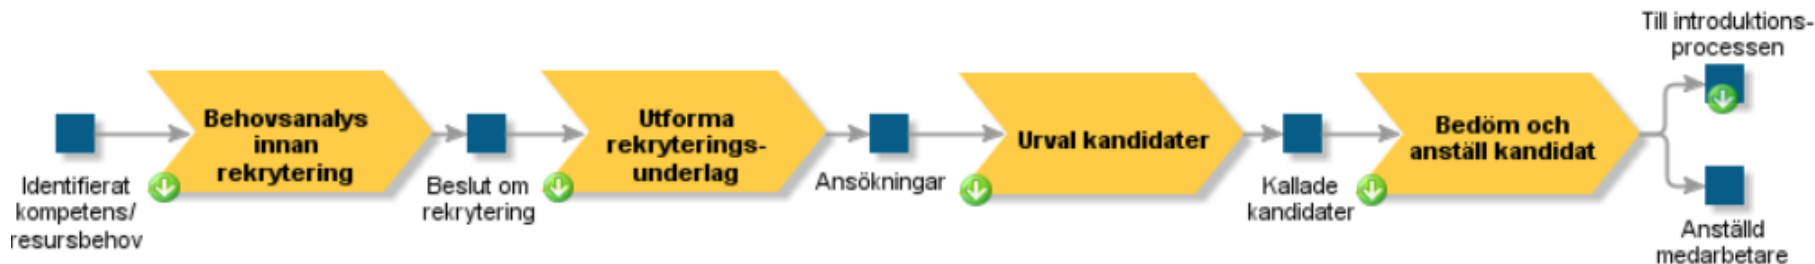 Identifierat
kompetens/
resursbehov
Behovsanalys
innan
rekrytering
Beslut om
rekrytering
Utforma
rekryterings-
underlag
Ansökningar
Urval kandidater
Kallade
kandidater
Bedöm och
anställ kandidat
Till introduktions-
processen
Anställd
medarbetare